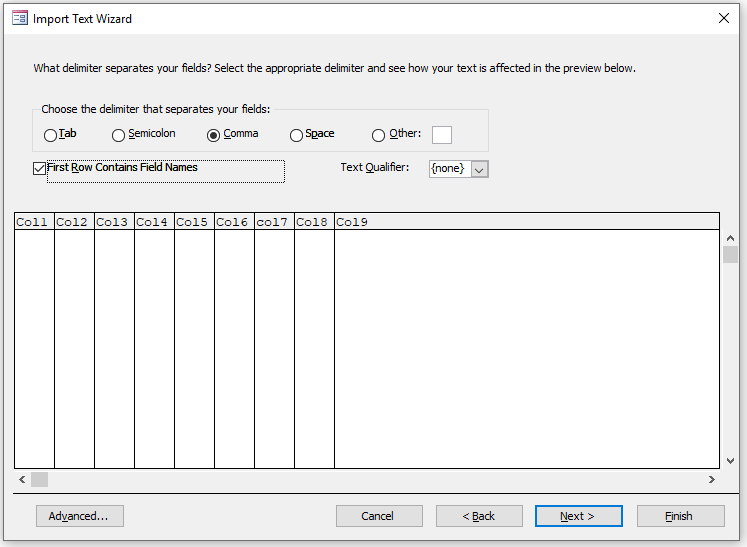 Import Text Wizard
What delimiter separates your fields? Select the appropriate delimiter and see how your text is affected in the preview below.
Choose the delimiter that separates your fields:
Tab Semicolon Comma Space Other:
First Row Contains Field Names Text Qualifier: {none}
Col1 Col2 Col3 Col4 Col5 Col6 col7 Col8 Col9
Advanced... Cancel < Back Next > Finish